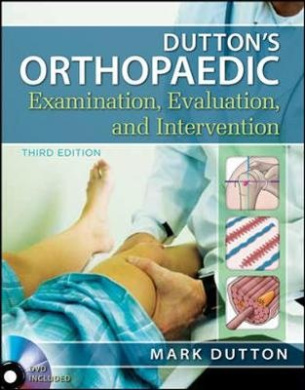 DUTTON'S
ORTHOPAEDIC
Examination, Evaluation,
and Intervention
THIRD EDITION
DVD
INCLUDED
MARK DUTTON